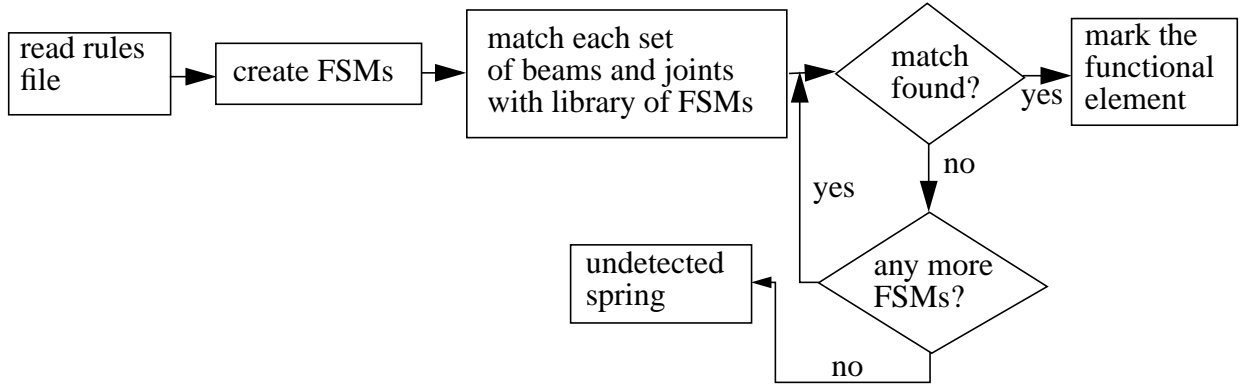 read rules
file
create FSMs
match each set
of beams and joints
with library of FSMs
match
found?
yes
mark the
functional
element
no
yes
any more
FSMs?
undetected
spring
no